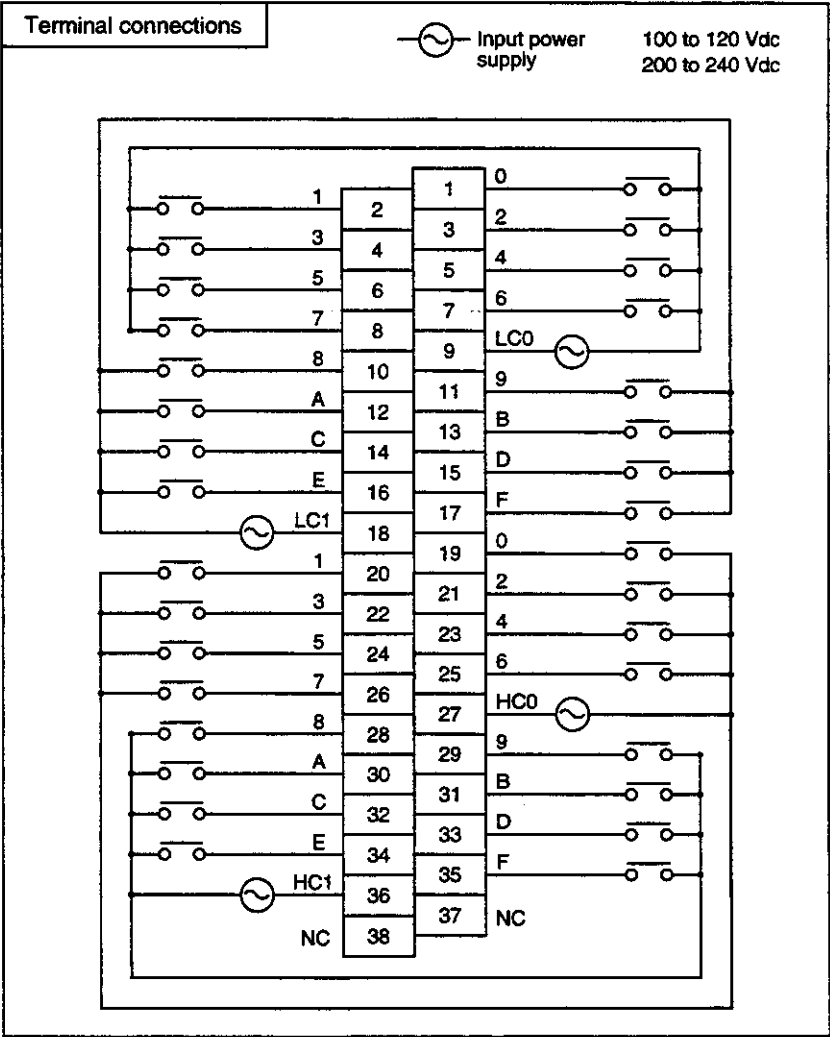 Terminal connections
Input power supply
100 to 120 Vdc
200 to 240 Vdc
1 0
1 2
3 2
3 4
5 4
5 6
7 6
7 8
9 LC0
8 10
11 9
A 12
13 B
C 14
15 D
E 16
17 F
LC1 18
19 0
1 20
21 2
3 22
23 4
5 24
25 6
7 26
27 HC0
8 28
29 9
A 30
31 B
C 32
33 D
E 34
35 F
HC1 36
37 NC
NC 38